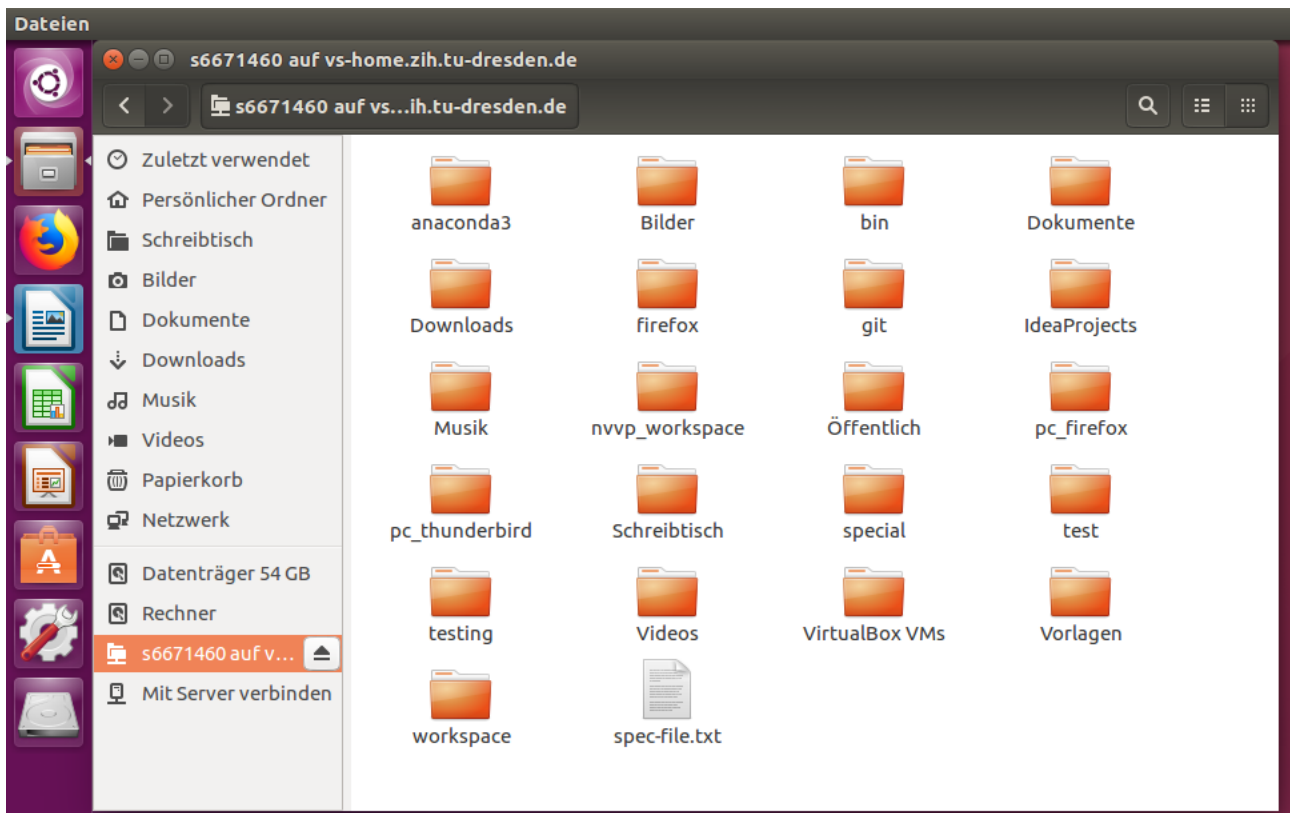 Dateien
s6671460 auf vs-home.zih.tu-dresden.de
s6671460 auf vs...ih.tu-dresden.de
Zuletzt verwendet
Persönlicher Ordner
Schreibtisch
Bilder
Dokumente
Downloads
Musik
Videos
Papierkorb
Netzwerk
Datenträger 54 GB
Rechner
s6671460 auf v...
Mit Server verbinden
anaconda3
Bilder
bin
Dokumente
Downloads
firefox
git
IdeaProjects
Musik
nvvp_workspace
Öffentlich
pc_firefox
pc_thunderbird
Schreibtisch
special
test
testing
Videos
VirtualBox VMs
Vorlagen
workspace
spec-file.txt